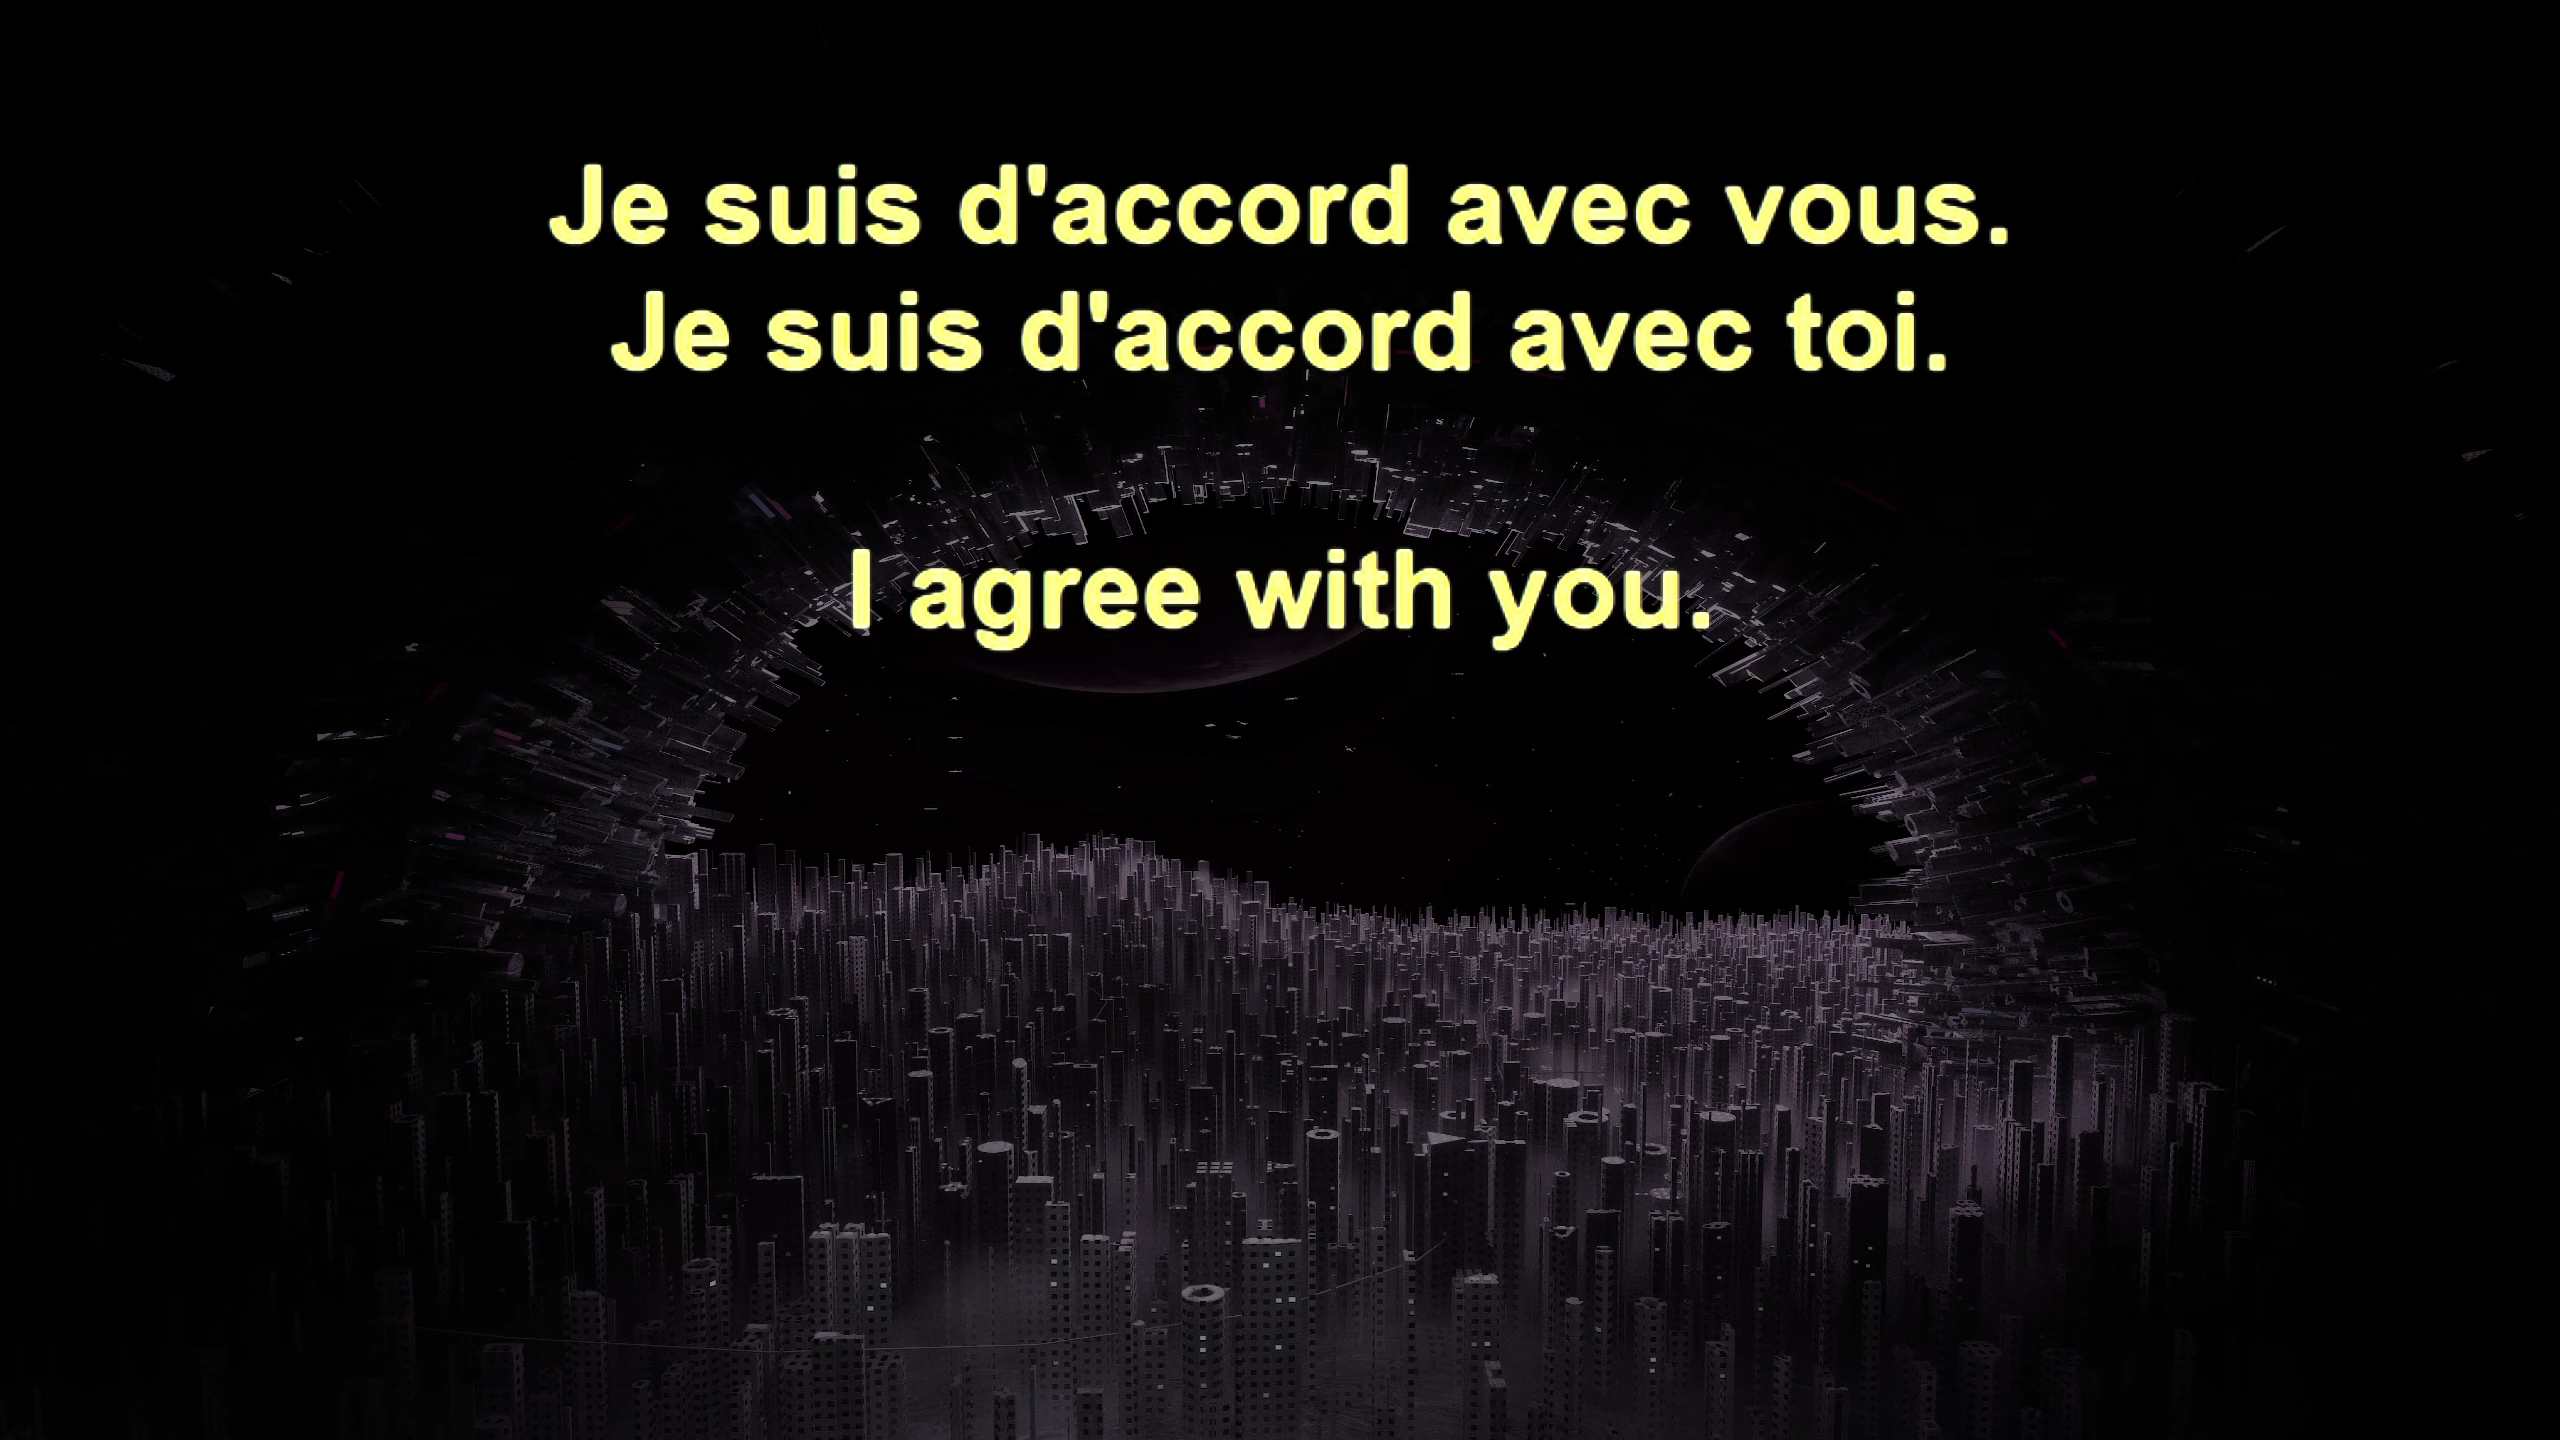 Je suis d'accord avec vous.
Je suis d'accord avec toi.
I agree with you.